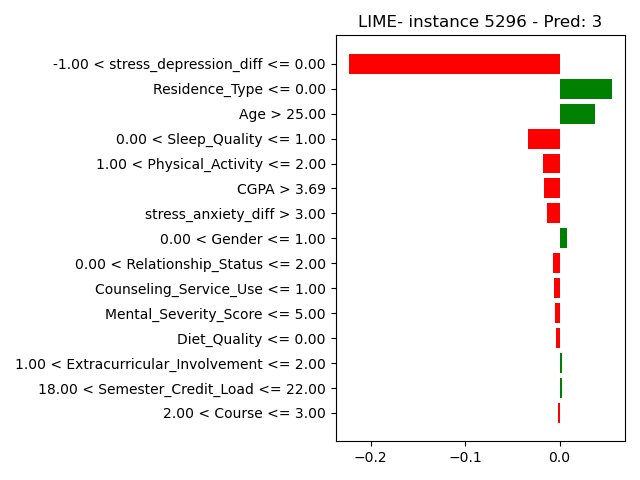 LIME- instance 5296 - Pred: 3
-1.00 < stress_depression_diff <= 0.00
Residence_Type <= 0.00
Age > 25.00
0.00 < Sleep_Quality <= 1.00
1.00 < Physical_Activity <= 2.00
CGPA > 3.69
stress_anxiety_diff > 3.00
0.00 < Gender <= 1.00
0.00 < Relationship_Status <= 2.00
Counseling_Service_Use <= 1.00
Mental_Severity_Score <= 5.00
Diet_Quality <= 0.00
1.00 < Extracurricular_Involvement <= 2.00
18.00 < Semester_Credit_Load <= 22.00
2.00 < Course <= 3.00
−0.2 −0.1 0.0